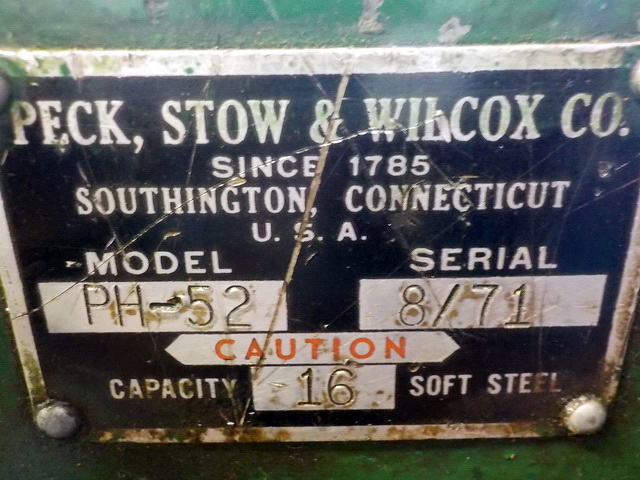 PECK, STOW & WILCOX CO.
SINCE 1785
SOUTHINGTON, CONNECTICUT
U. S. A.
MODEL SERIAL
PH-52 8/71
CAUTION
CAPACITY 16 SOFT STEEL